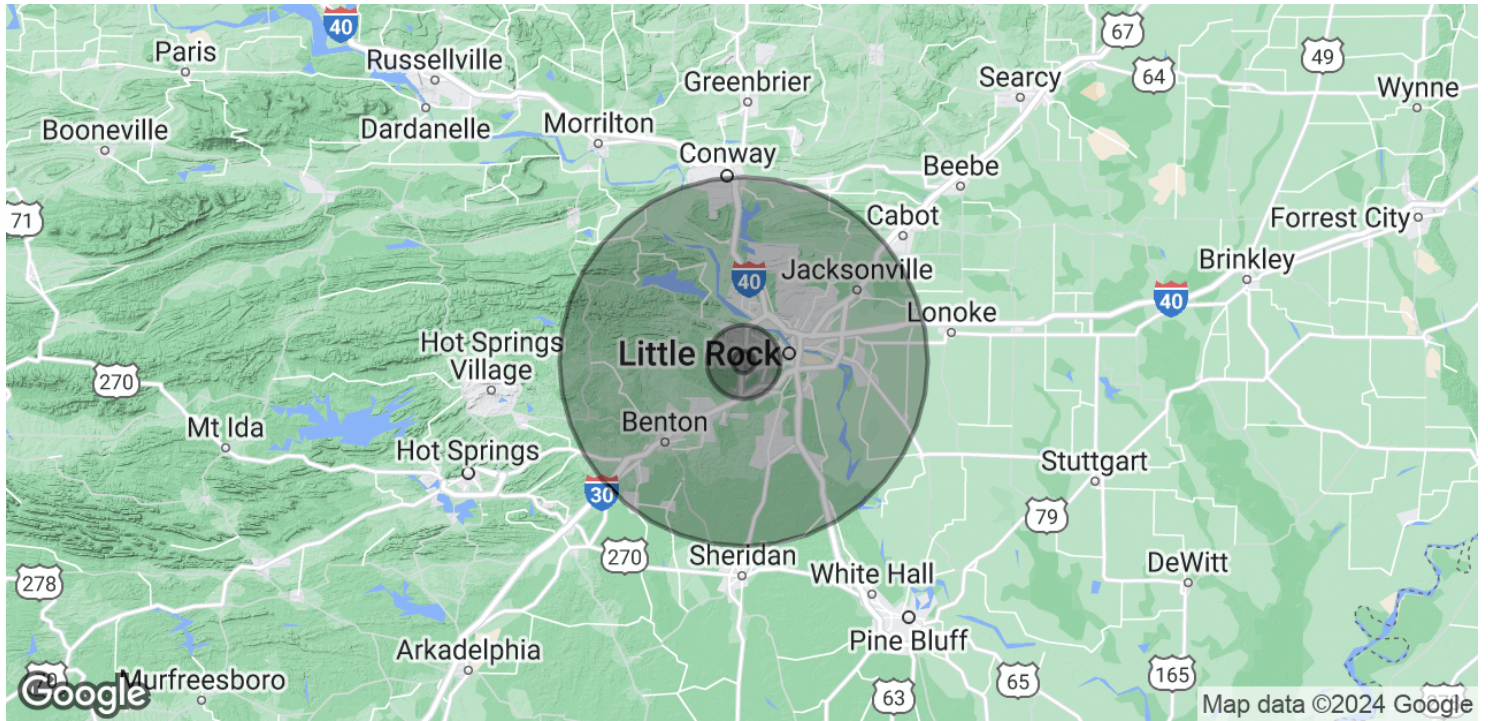 40
67
Paris
Russellville
49
Searcy
64
Greenbrier
Wynne
Dardanelle
Morrilton
Booneville
Conway
Beebe
71
Cabot
Forrest City
Brinkley
40
Jacksonville
40
Lonoke
Hot Springs
Village
Little Rock
270
Benton
Mt Ida
Hot Springs
Stuttgart
30
79
Sheridan
270
DeWitt
278
White Hall
Pine Bluff
Arkadelphia
165
65
63
Murfreesboro
Google
Map data ©2024 Google